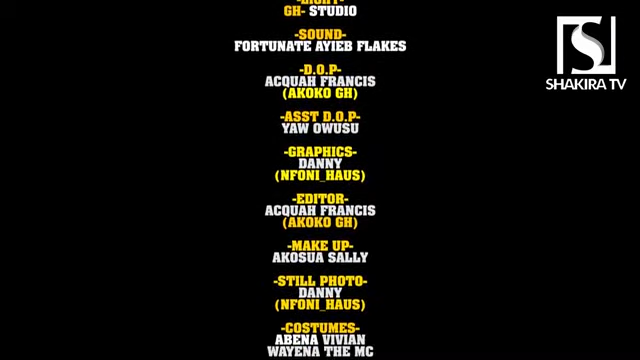 -LIGHT-
GH- STUDIO
-SOUND-
FORTUNATE AYIEB FLAKES
-D.O.P-
ACQUAH FRANCIS
(AKOKO GH)
-ASST D.O.P-
YAW OWUSU
-GRAPHICS-
DANNY
(NFONI_HAUS)
-EDITOR-
ACQUAH FRANCIS
(AKOKO GH)
-MAKE UP-
AKOSUA SALLY
-STILL PHOTO-
DANNY
(NFONI_HAUS)
-COSTUMES-
ABENA VIVIAN
WAYENA THE MC
SHAKIRA TV